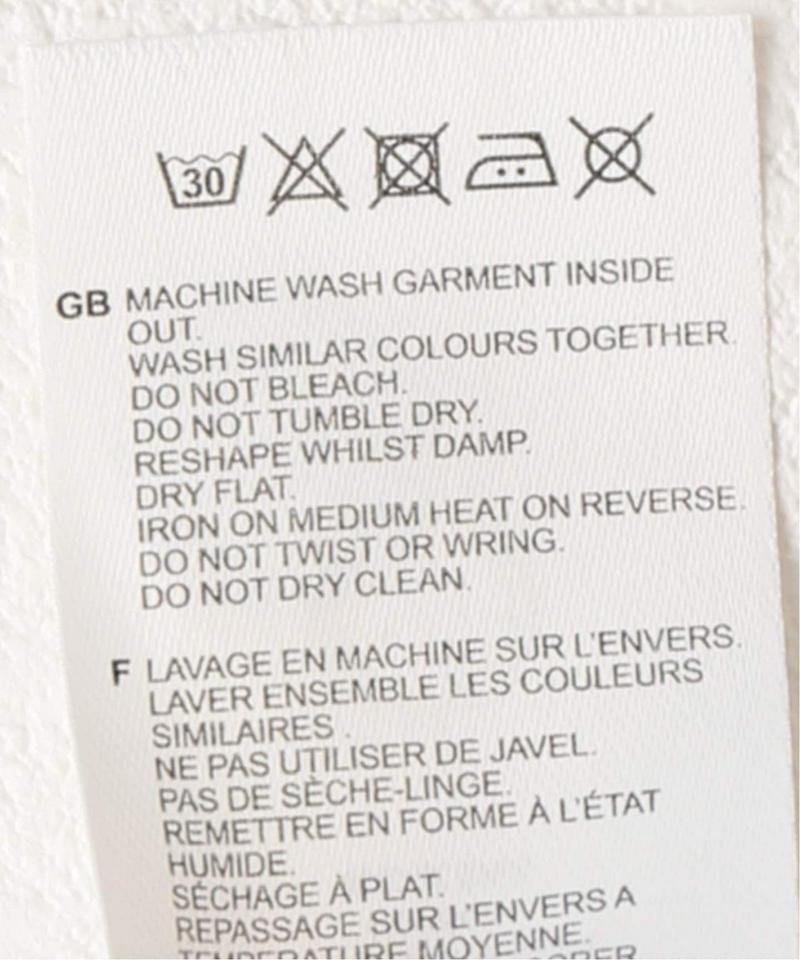 30
GB MACHINE WASH GARMENT INSIDE
OUT.
WASH SIMILAR COLOURS TOGETHER.
DO NOT BLEACH.
DO NOT TUMBLE DRY.
RESHAPE WHILST DAMP.
DRY FLAT.
IRON ON MEDIUM HEAT ON REVERSE.
DO NOT TWIST OR WRING.
DO NOT DRY CLEAN.
F LAVAGE EN MACHINE SUR L'ENVERS.
LAVER ENSEMBLE LES COULEURS
SIMILAIRES .
NE PAS UTILISER DE JAVEL.
PAS DE SÈCHE-LINGE.
REMETTRE EN FORME À L'ÉTAT
HUMIDE.
SÉCHAGE À PLAT.
REPASSAGE SUR L'ENVERS A
TEMPERATURE MOYENNE.